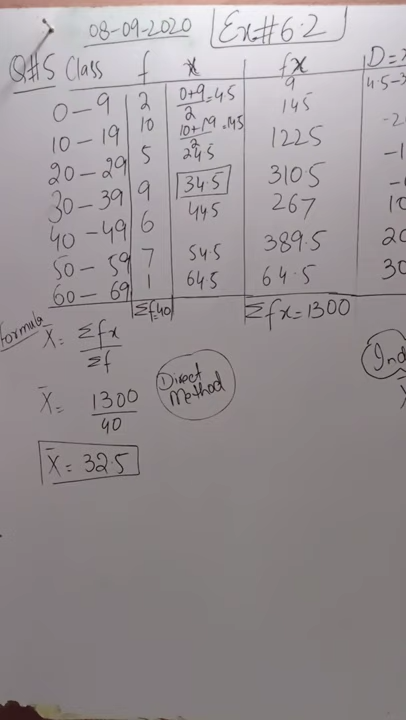 08-09-2020 Ex#6.2
Q#5 Class f x fx D=
0-9 2 0+9/2=4.5 9 4.5-3
10-19 10 10+19/2=14.5 145 -2
20-29 5 24.5 122.5 -1
30-39 9 34.5 310.5
40-49 6 44.5 267 10
50-59 7 54.5 389.5 20
60-69 1 64.5 64.5 30
Σf=40 Σfx=1300
Formula X̄= Σfx/Σf
① Direct Method
Ind
X̄= 1300/40
X̄= 32.5